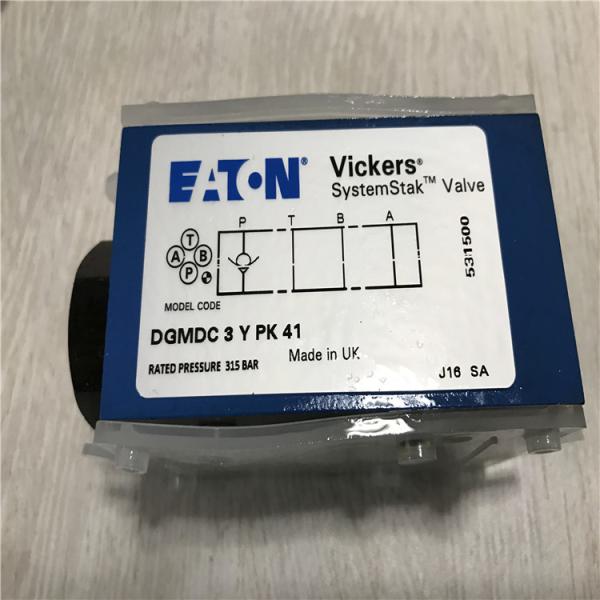 EATON®
Vickers®
SystemStak™ Valve
P T B A
T
A B
P
531500
MODEL CODE
DGMDC 3 Y PK 41
RATED PRESSURE 315 BAR
Made in UK
J16 SA